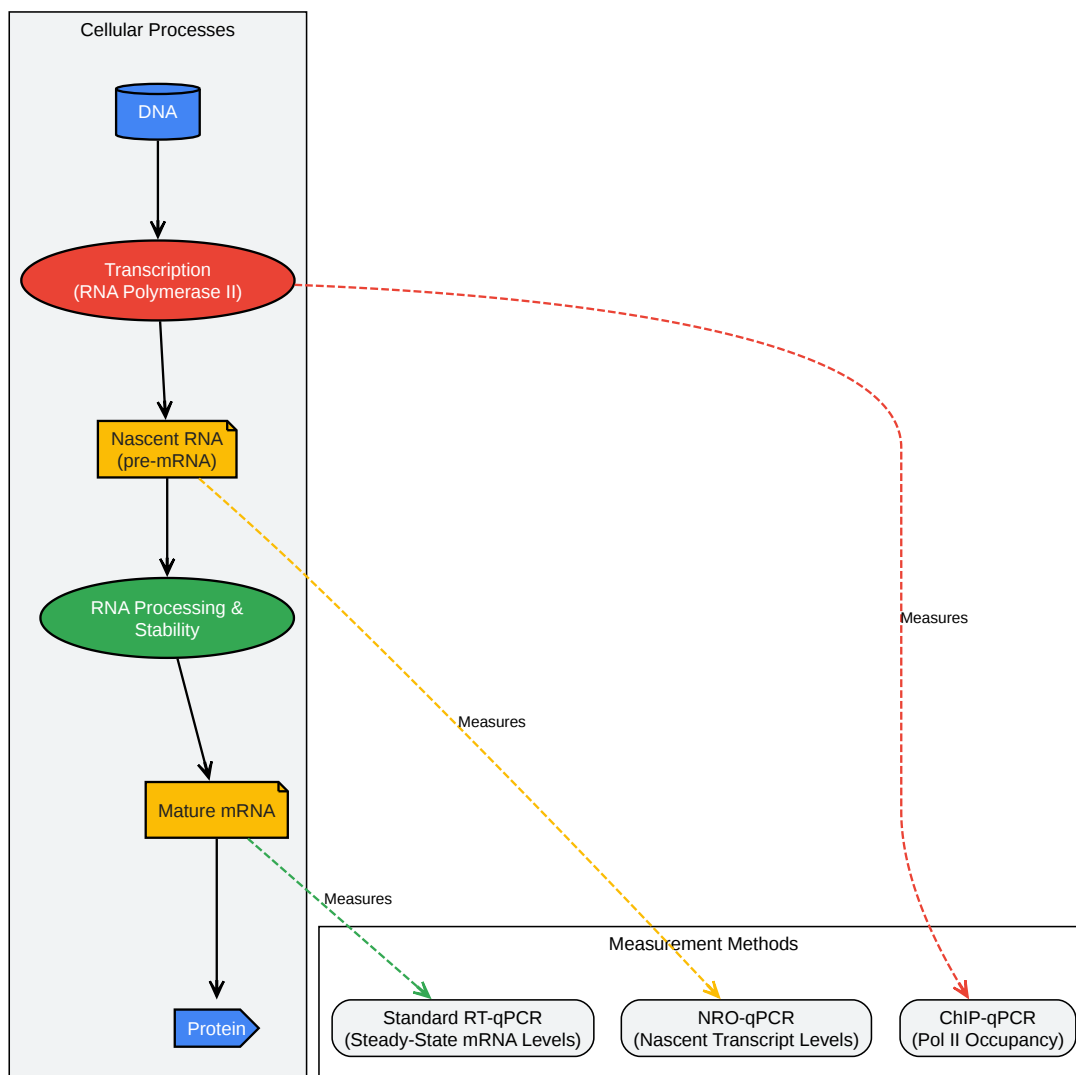 Cellular Processes
DNA
Transcription
(RNA Polymerase II)
Nascent RNA
(pre-mRNA)
RNA Processing &
Stability
Measures
Measures
Mature mRNA
Measures
Measurement Methods
Protein
Standard RT-qPCR
(Steady-State mRNA Levels)
NRO-qPCR
(Nascent Transcript Levels)
ChIP-qPCR
(Pol II Occupancy)